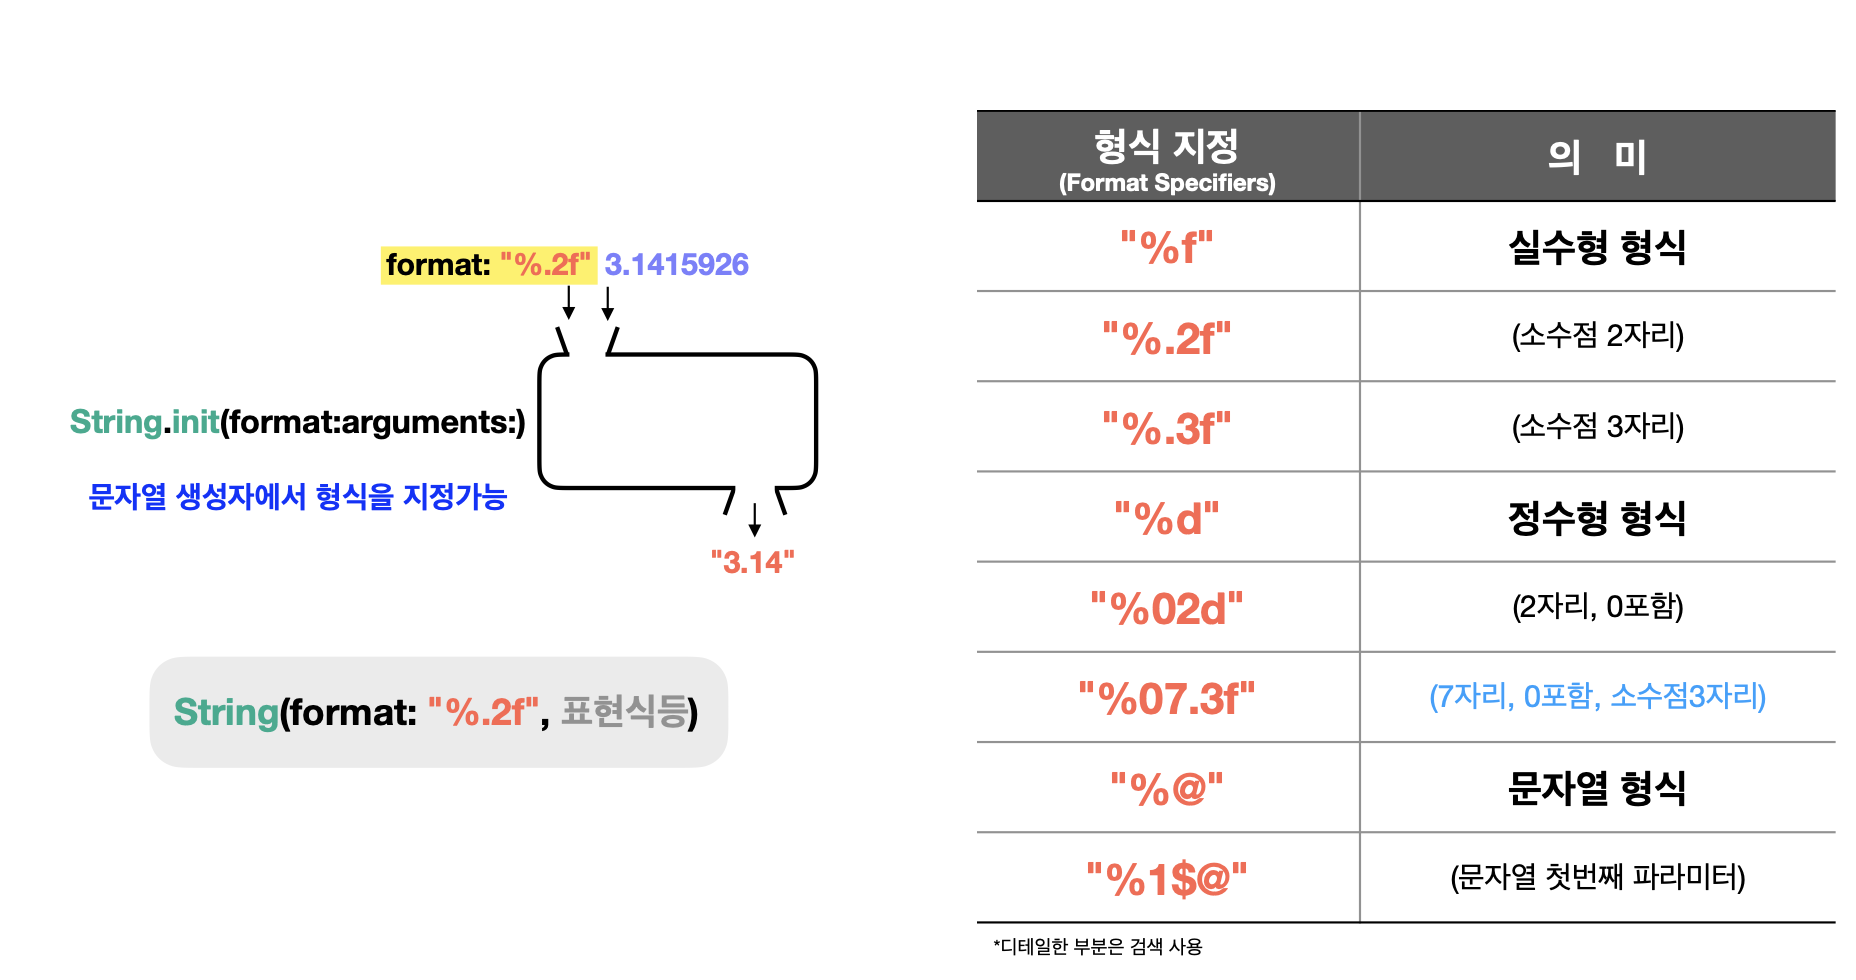 format: "%.2f" 3.1415926
String.init(format:arguments:)
문자열 생성자에서 형식을 지정가능
"3.14"
String(format: "%.2f", 표현식등)
형식 지정 의 미
(Format Specifiers)
"%f" 실수형 형식
"%.2f" (소수점 2자리)
"%.3f" (소수점 3자리)
"%d" 정수형 형식
"%02d" (2자리, 0포함)
"%07.3f" (7자리, 0포함, 소수점3자리)
"%@" 문자열 형식
"%1$@" (문자열 첫번째 파라미터)
*디테일한 부분은 검색 사용